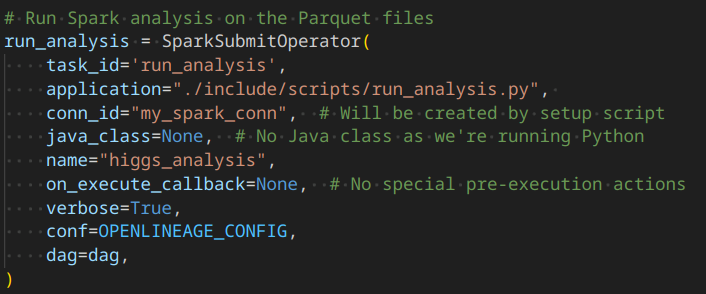 # Run Spark analysis on the Parquet files
run_analysis = SparkSubmitOperator(
    task_id='run_analysis',
    application="./include/scripts/run_analysis.py",
    conn_id="my_spark_conn",  # Will be created by setup script
    java_class=None,  # No Java class as we're running Python
    name="higgs_analysis",
    on_execute_callback=None,  # No special pre-execution actions
    verbose=True,
    conf=OPENLINEAGE_CONFIG,
    dag=dag,
)